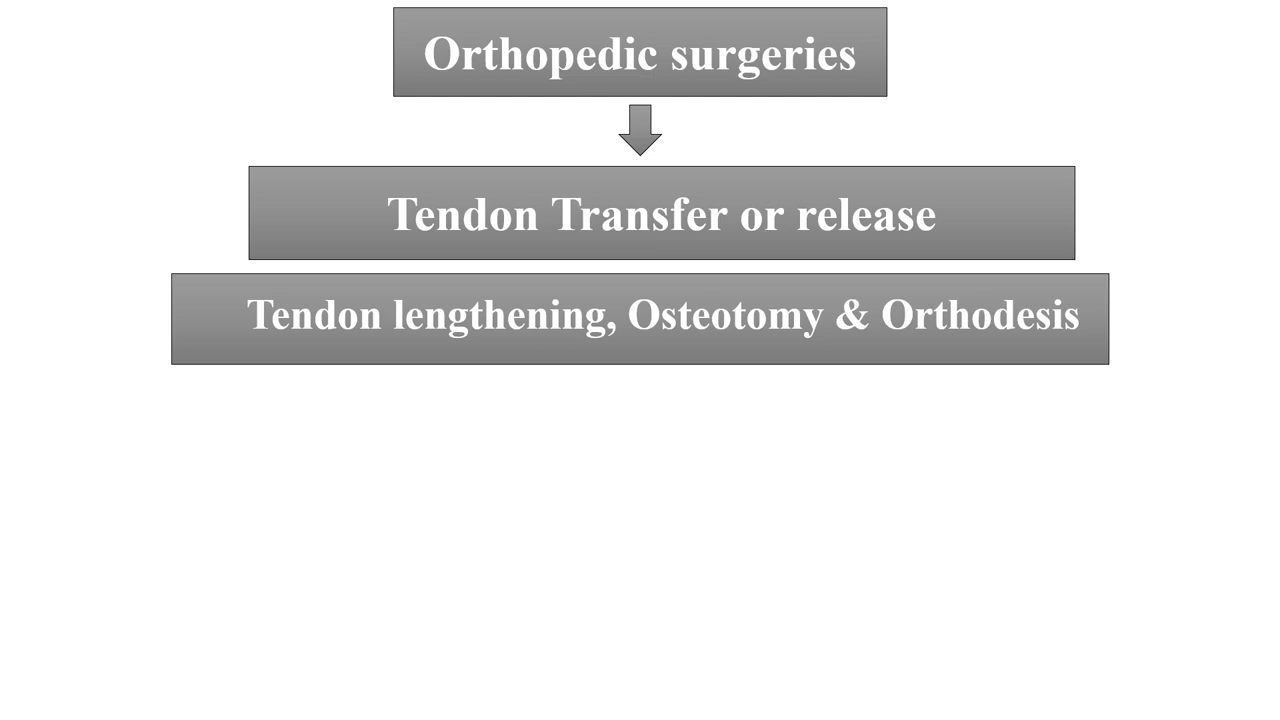 Orthopedic surgeries
Tendon Transfer or release
Tendon lengthening, Osteotomy & Orthodesis